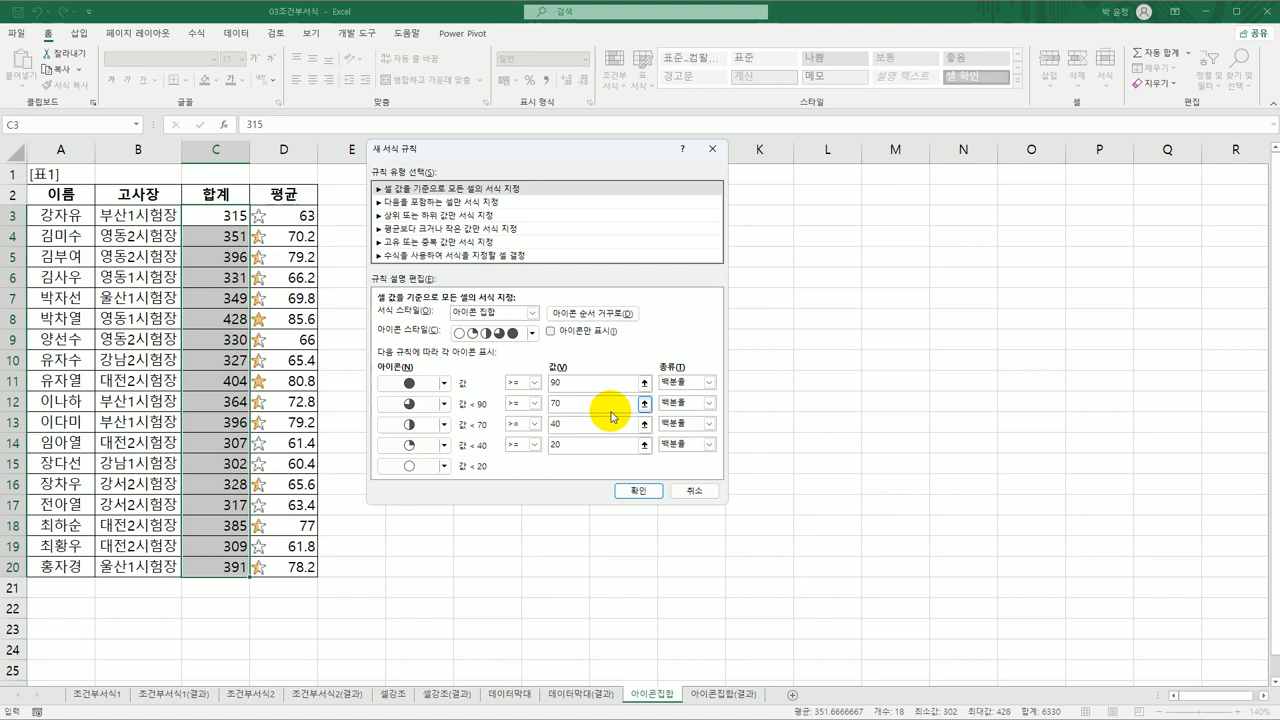 03조건부서식 - Excel
검색
박 윤정
파일 홈 삽입 페이지 레이아웃 수식 데이터 검토 보기 개발 도구 도움말 Power Pivot
공유
붙여넣기
잘라내기
복사
서식 복사
클립보드
가 가 가
글꼴
자동 줄 바꿈
병합하고 가운데 맞춤
맞춤
일반
표시 형식
조건부 서식
표 서식
표준_컴활... 표준 나쁨 보통 좋음
경고문 계산 메모 설명 텍스트 셀 확인
스타일
삽입 삭제 서식
셀
자동 합계
채우기
지우기
정렬 및 필터
찾기 및 선택
편집
C3
fx
315
A B C D E K L M N O P Q R
1 [표1]
2 이름 고사장 합계 평균
3 강자유 부산1시험장 315 63
4 김미수 영동2시험장 351 70.2
5 김부여 영동2시험장 396 79.2
6 김사우 영동1시험장 331 66.2
7 박자선 울산1시험장 349 69.8
8 박차열 영동1시험장 428 85.6
9 양선수 영동2시험장 330 66
10 유자수 강남2시험장 327 65.4
11 유자열 대전2시험장 404 80.8
12 이나하 부산1시험장 364 72.8
13 이다미 부산1시험장 396 79.2
14 임아열 대전2시험장 307 61.4
15 장다선 강남1시험장 302 60.4
16 장차우 강서2시험장 328 65.6
17 전아열 강서2시험장 317 63.4
18 최하순 대전2시험장 385 77
19 최황우 대전2시험장 309 61.8
20 홍자경 울산1시험장 391 78.2
21
22
23
24
25
새 서식 규칙
?
규칙 유형 선택(S):
► 셀 값을 기준으로 모든 셀의 서식 지정
► 다음을 포함하는 셀만 서식 지정
► 상위 또는 하위 값만 서식 지정
► 평균보다 크거나 작은 값만 서식 지정
► 고유 또는 중복 값만 서식 지정
► 수식을 사용하여 서식을 지정할 셀 결정
규칙 설명 편집(E):
셀 값을 기준으로 모든 셀의 서식 지정:
서식 스타일(O): 아이콘 집합 아이콘 순서 거꾸로(D)
아이콘 스타일(C): 아이콘만 표시(I)
다음 규칙에 따라 각 아이콘 표시:
아이콘(N) 값(V) 종류(T)
값 >= 90 백분율
값 < 90 >= 70 백분율
값 < 70 >= 40 백분율
값 < 40 >= 20 백분율
값 < 20
확인 취소
조건부서식1 조건부서식1(결과) 조건부서식2 조건부서식2(결과) 셀강조 셀강조(결과) 데이터막대 데이터막대(결과) 아이콘집합 아이콘집합(결과)
입력
평균: 351.6666667 개수: 18 최소값: 302 최대값: 428 합계: 6330
140%